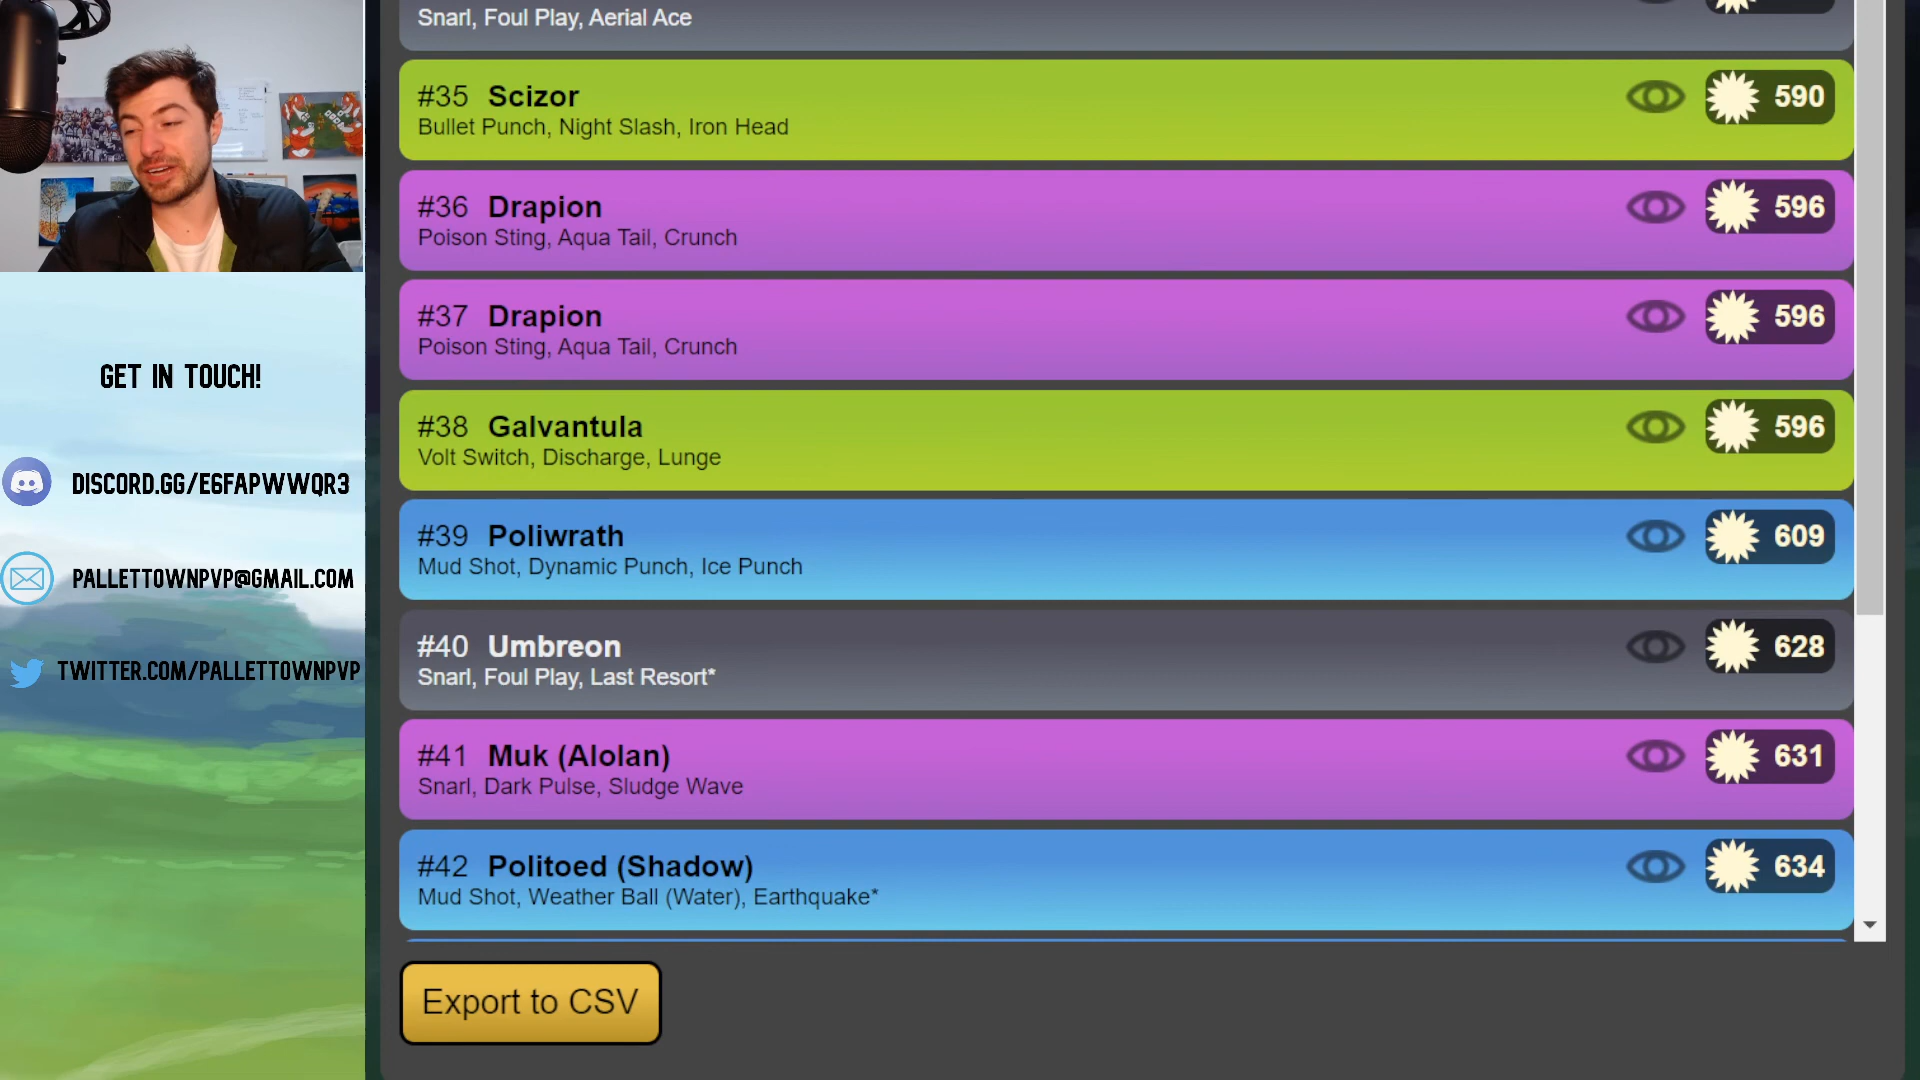 Snarl, Foul Play, Aerial Ace
#35 Scizor
590
Bullet Punch, Night Slash, Iron Head
#36 Drapion
596
Poison Sting, Aqua Tail, Crunch
#37 Drapion
596
Poison Sting, Aqua Tail, Crunch
#38 Galvantula
596
Volt Switch, Discharge, Lunge
#39 Poliwrath
609
Mud Shot, Dynamic Punch, Ice Punch
#40 Umbreon
628
Snarl, Foul Play, Last Resort*
#41 Muk (Alolan)
631
Snarl, Dark Pulse, Sludge Wave
#42 Politoed (Shadow)
634
Mud Shot, Weather Ball (Water), Earthquake*
Export to CSV
GET IN TOUCH!
DISCORD.GG/E6FAPWWQR3
PALLETTOWNPVP@GMAIL.COM
TWITTER.COM/PALLETTOWNPVP